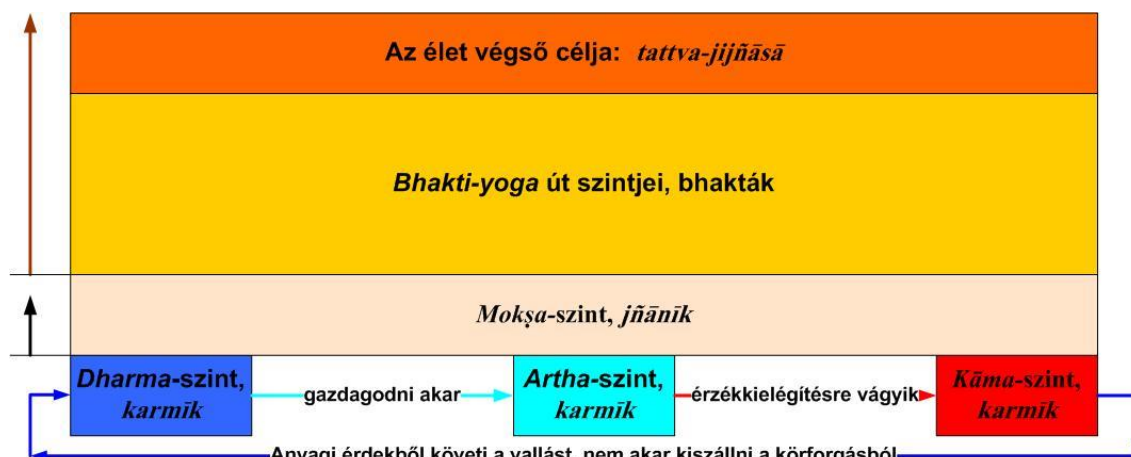 Az élet végső célja: tattva-jijñāsā
Bhakti-yoga út szintjei, bhakták
Mokṣa-szint, jñānīk
Dharma-szint,
karmīk
gazdagodni akar
Artha-szint,
karmīk
érzékkielégítésre vágyik
Kāma-szint,
karmīk
Anyagi érdekből követi a vallást, nem akar kiszállni a körforgásból